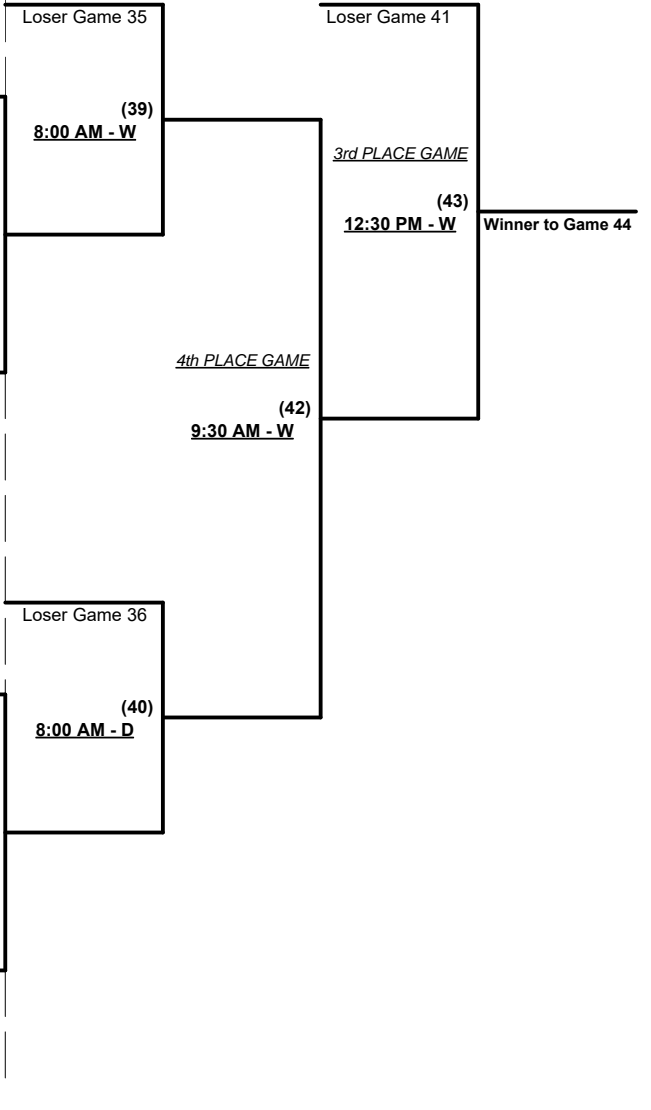 Loser Game 35
Loser Game 41
(39)
8:00 AM - W
3rd PLACE GAME
(43)
12:30 PM - W
Winner to Game 44
4th PLACE GAME
(42)
9:30 AM - W
Loser Game 36
(40)
8:00 AM - D